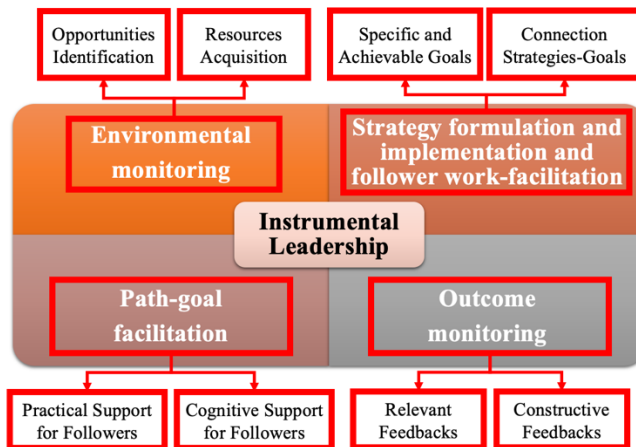 Opportunities
Identification
Resources
Acquisition
Specific and
Achievable Goals
Connection
Strategies-Goals
Environmental
monitoring
Strategy formulation and
implementation and
follower work-facilitation
Instrumental
Leadership
Path-goal
facilitation
Outcome
monitoring
Practical Support
for Followers
Cognitive Support
for Followers
Relevant
Feedbacks
Constructive
Feedbacks